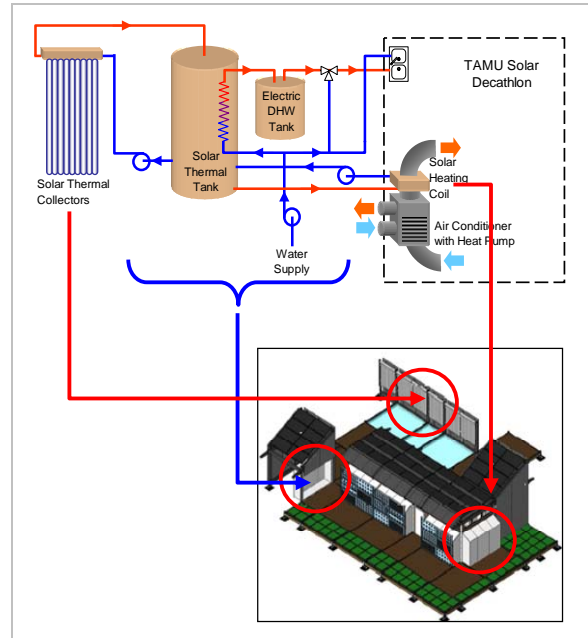 TAMU Solar
Decathlon
Electric
DHW
Tank
Solar
Thermal
Tank
Solar Thermal
Collectors
Solar
Heating
Coil
Air Conditioner
with Heat Pump
Water
Supply